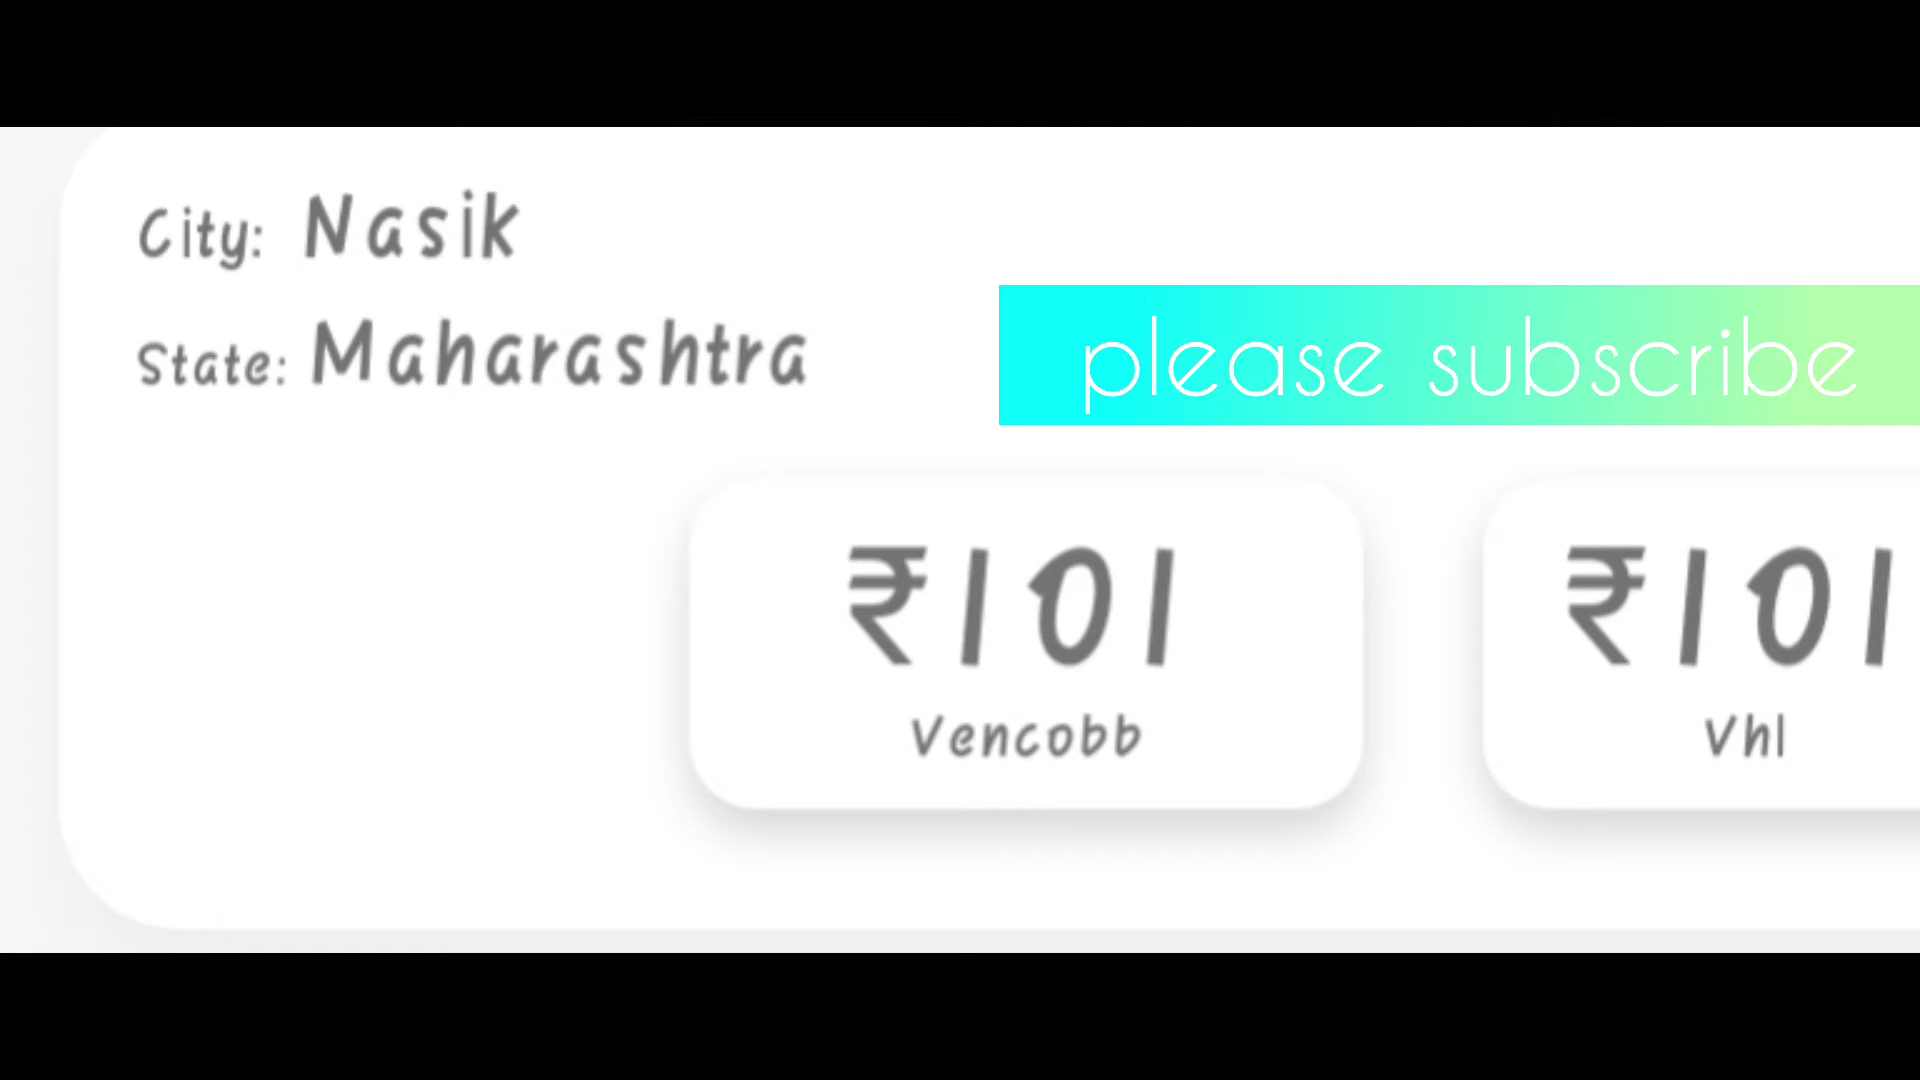 City: Nasik
State: Maharashtra
please subscribe
₹101
Vencobb
₹101
Vhl